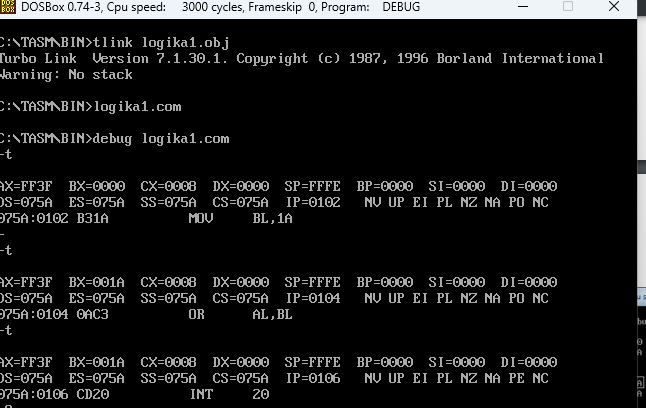 DOSBox 0.74-3, Cpu speed: 3000 cycles, Frameskip 0, Program: DEBUG
C:\TASM\BIN>tlink logika1.obj
Turbo Link Version 7.1.30.1. Copyright (c) 1987, 1996 Borland International
Warning: No stack
C:\TASM\BIN>logika1.com
C:\TASM\BIN>debug logika1.com
-t
AX=FF3F BX=0000 CX=0008 DX=0000 SP=FFFE BP=0000 SI=0000 DI=0000
DS=075A ES=075A SS=075A CS=075A IP=0102 NV UP EI PL NZ NA PO NC
075A:0102 B31A MOV BL,1A
-
-t
AX=FF3F BX=001A CX=0008 DX=0000 SP=FFFE BP=0000 SI=0000 DI=0000
DS=075A ES=075A SS=075A CS=075A IP=0104 NV UP EI PL NZ NA PO NC
075A:0104 0AC3 OR AL,BL
-t
AX=FF3F BX=001A CX=0008 DX=0000 SP=FFFE BP=0000 SI=0000 DI=0000
DS=075A ES=075A SS=075A CS=075A IP=0106 NV UP EI PL NZ NA PE NC
075A:0106 CD20 INT 20